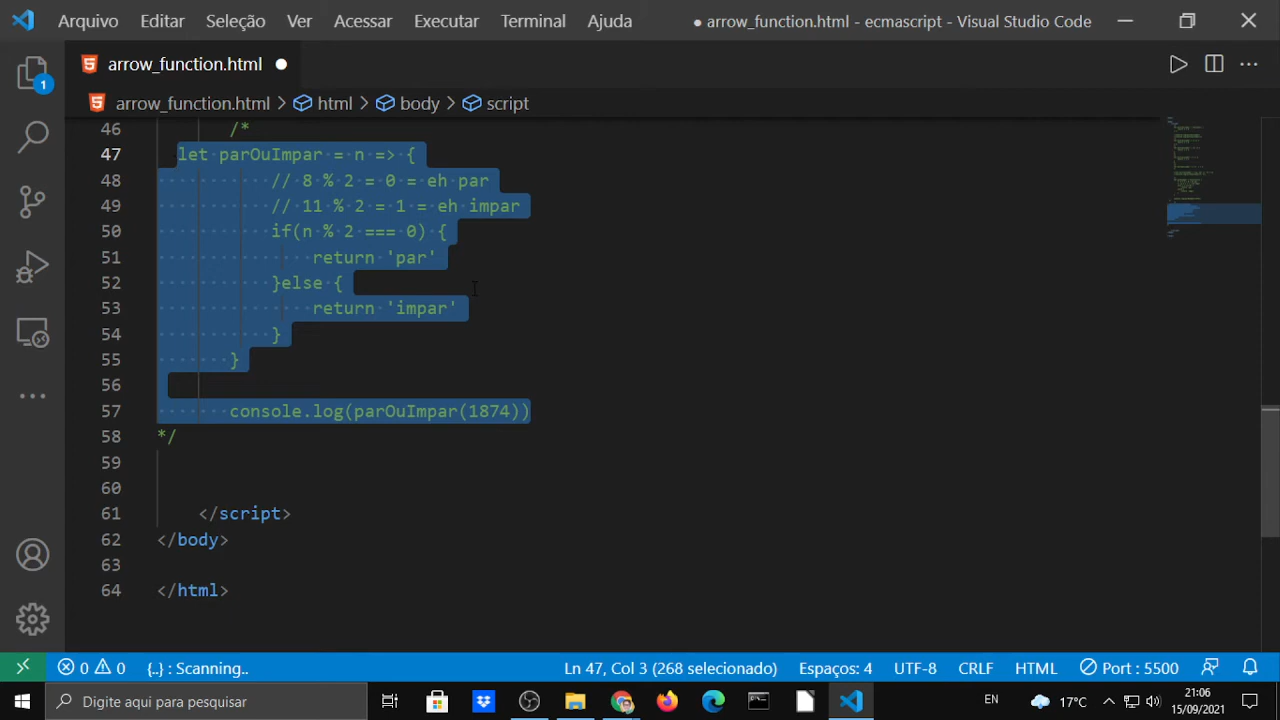 Arquivo Editar Seleção Ver Acessar Executar Terminal Ajuda ● arrow_function.html - ecmascript - Visual Studio Code
arrow_function.html ●
arrow_function.html > html > body > script
1
46 /*
47 let parOuImpar = n => {
48 // 8 % 2 = 0 = eh par
49 // 11 % 2 = 1 = eh impar
50 if(n % 2 === 0) {
51 return 'par'
52 }else {
53 return 'impar'
54 }
55 }
56
57 console.log(parOuImpar(1874))
58 */
59
60
61 </script>
62 </body>
63
64 </html>
0 0 {..} : Scanning.. Ln 47, Col 3 (268 selecionado) Espaços: 4 UTF-8 CRLF HTML Port : 5500
Digite aqui para pesquisar EN 17°C 21:06
15/09/2021